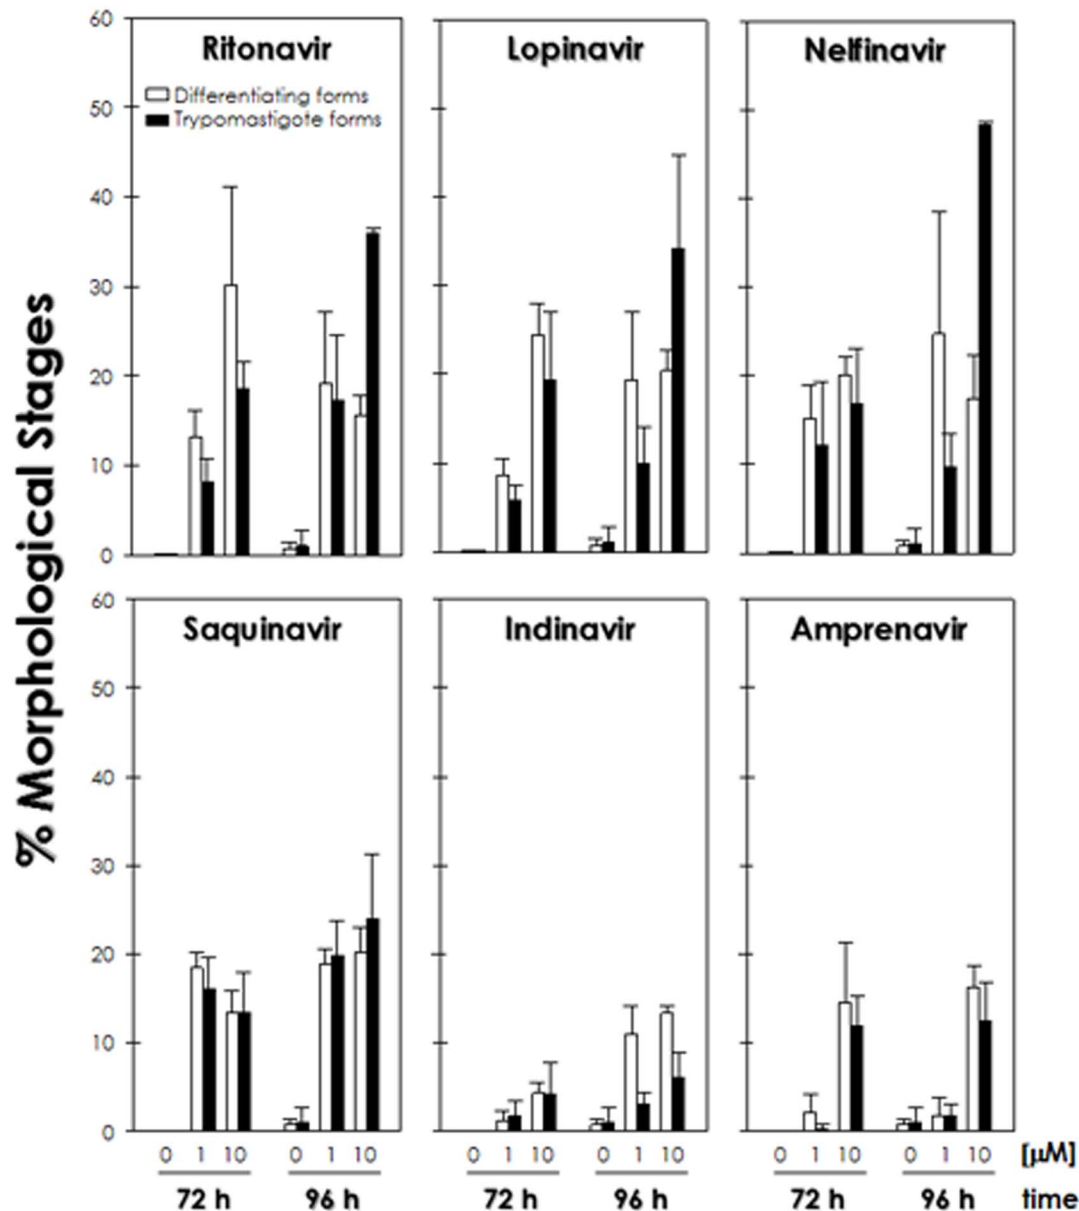 % Morphological Stages
60
50
40
30
20
10
0
Ritonavir
Differentiating forms
Trypomastigote forms
Lopinavir
Nelfinavir
60
50
40
30
20
10
0
Saquinavir
Indinavir
Amprenavir
0 1 10 0 1 10 0 1 10 0 1 10 0 1 10 0 1 10 [μM]
72 h 96 h 72 h 96 h 72 h 96 h time